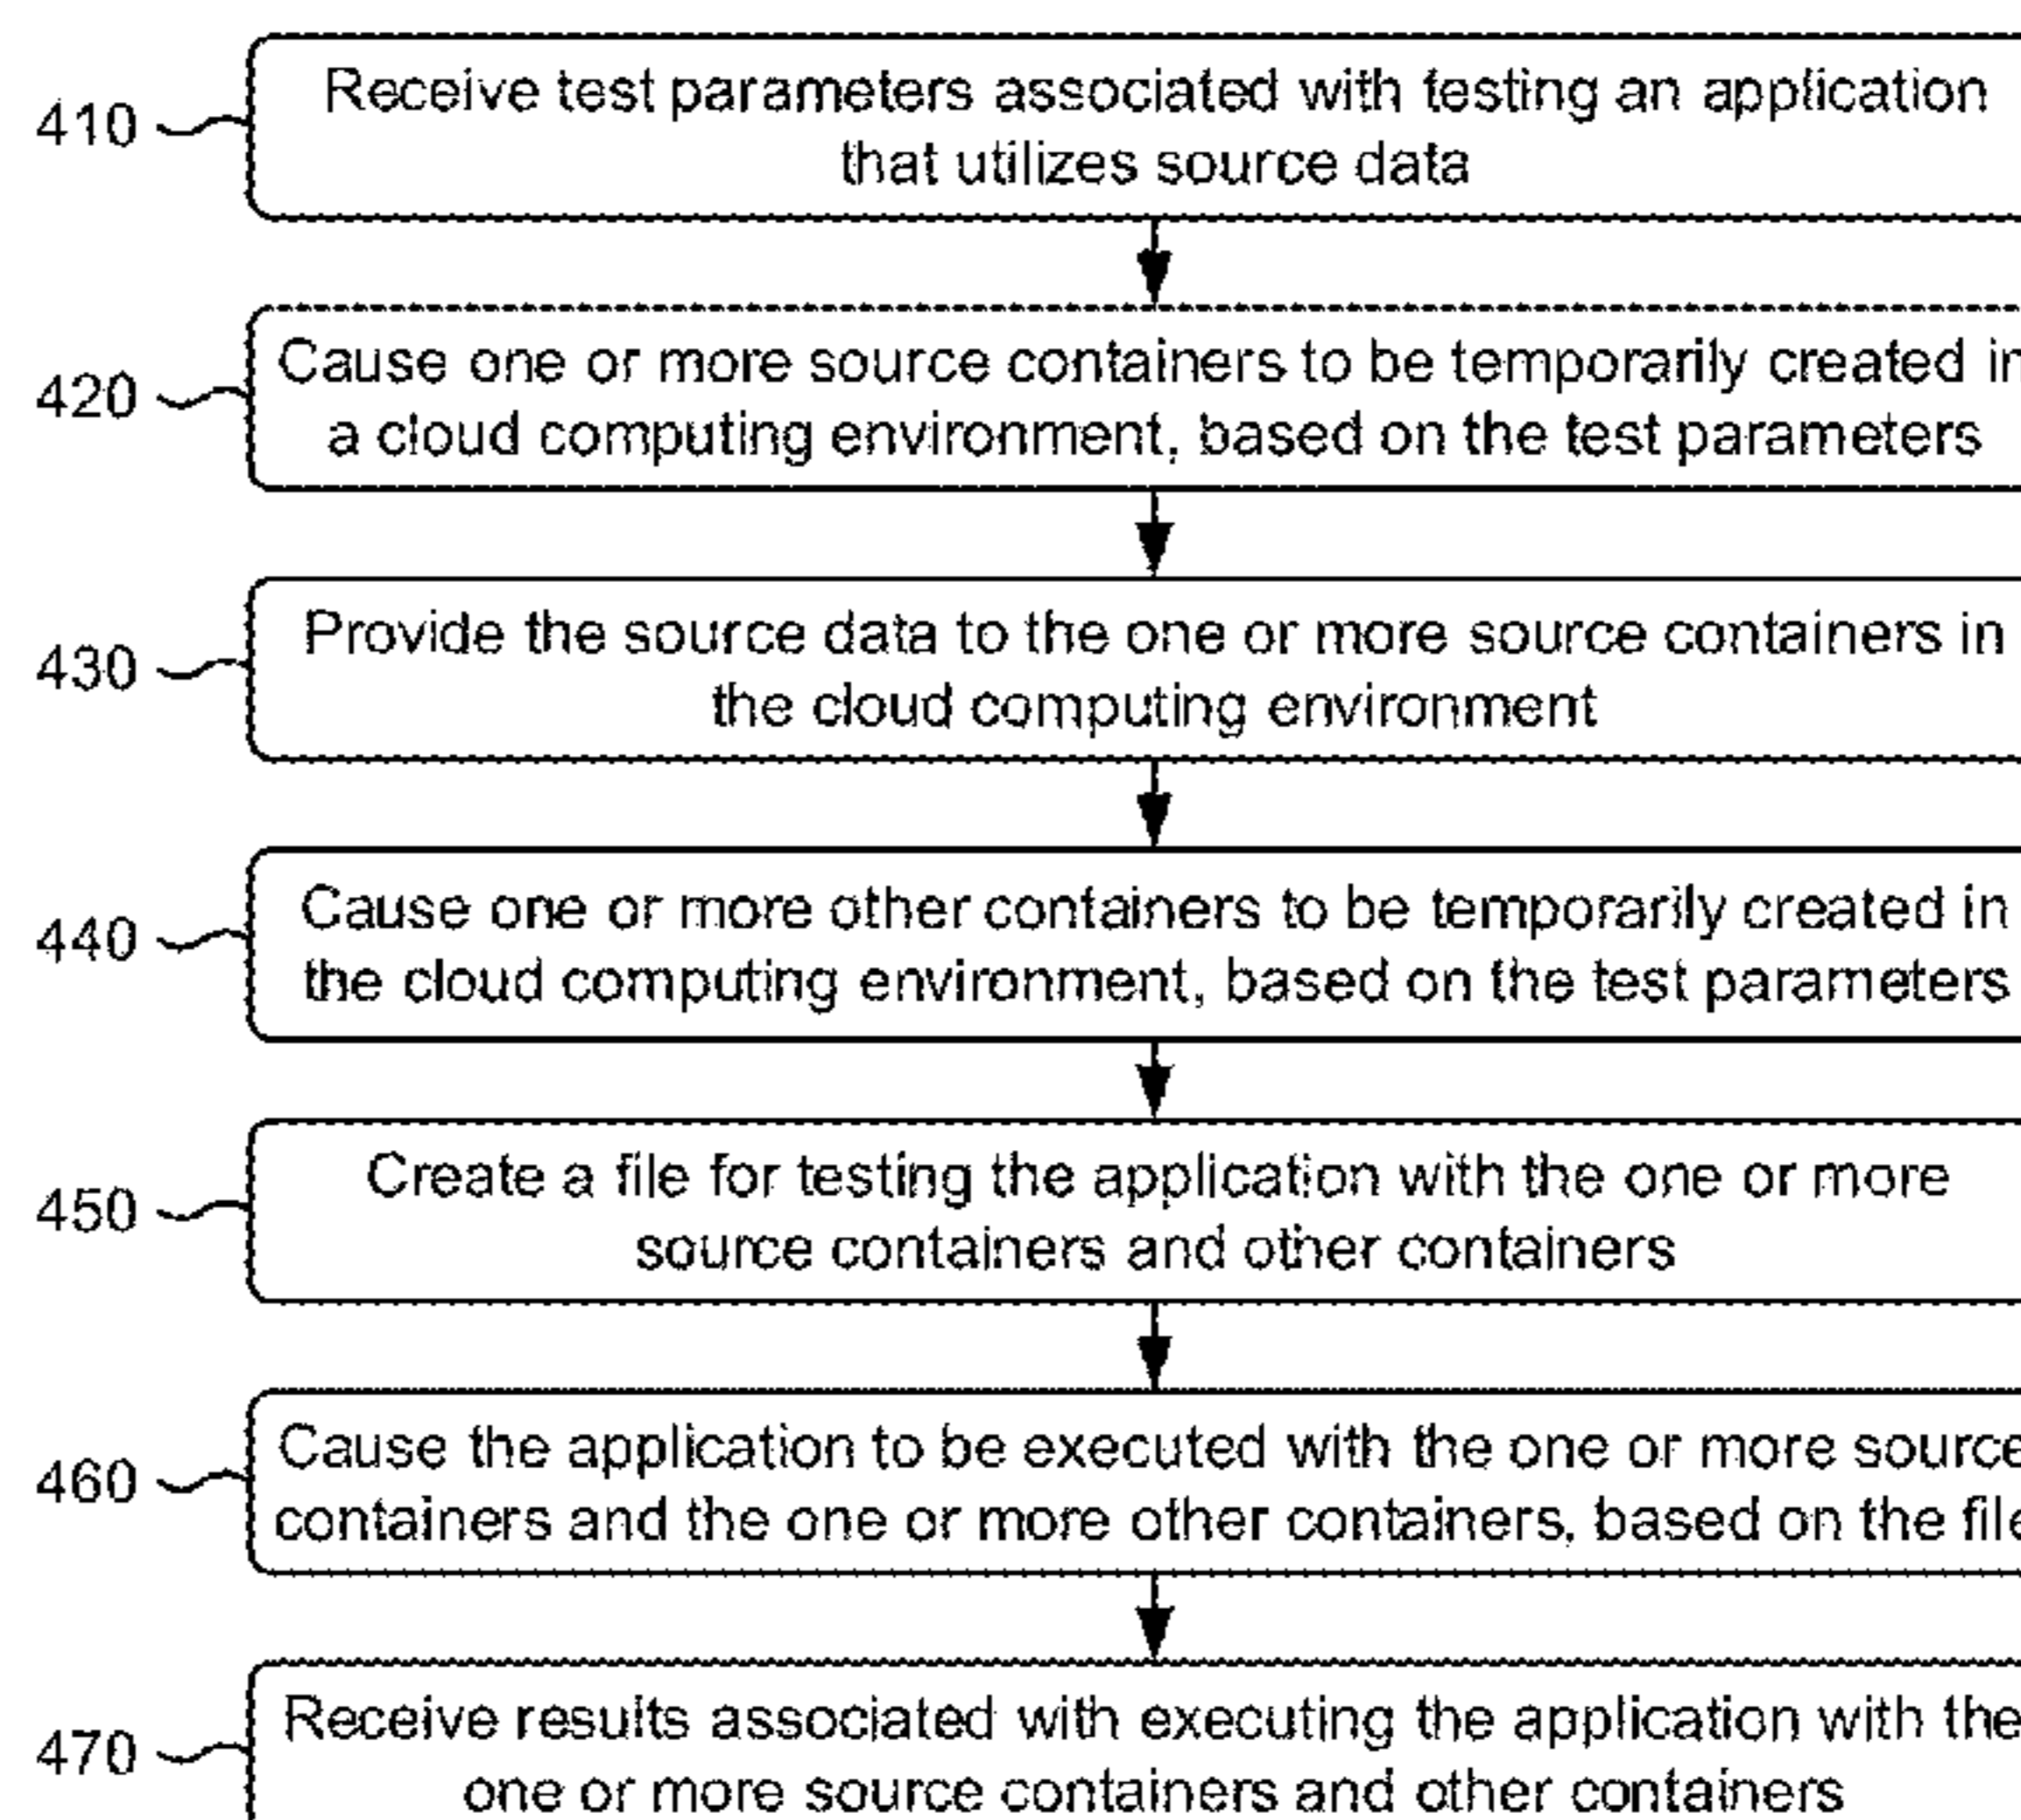 410
Receive test parameters associated with testing an application
that utilizes source data
420
Cause one or more source containers to be temporarily created in
a cloud computing environment, based on the test parameters
430
Provide the source data to the one or more source containers in
the cloud computing environment
440
Cause one or more other containers to be temporarily created in
the cloud computing environment, based on the test parameters
450
Create a file for testing the application with the one or more
source containers and other containers
460
Cause the application to be executed with the one or more source
containers and the one or more other containers, based on the file
470
Receive results associated with executing the application with the
one or more source containers and other containers